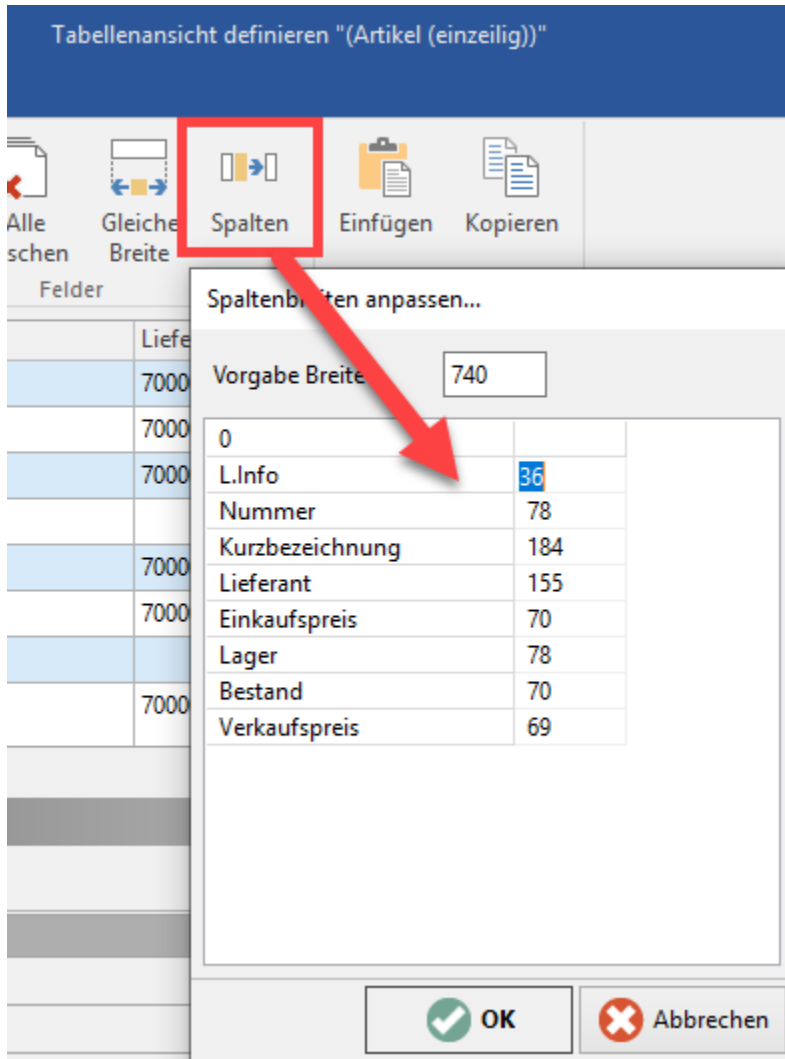 Tabellenansicht definieren "(Artikel (einzeilig))"
Alle Gleiche Spalten Einfügen Kopieren
schen Breite
Felder
Spaltenbreiten anpassen...
Liefe
Vorgabe Breite 740
7000
7000
0
7000
L.Info 36
Nummer 78
Kurzbezeichnung 184
7000
Lieferant 155
7000
Einkaufspreis 70
Lager 78
Bestand 70
7000
Verkaufspreis 69
OK Abbrechen